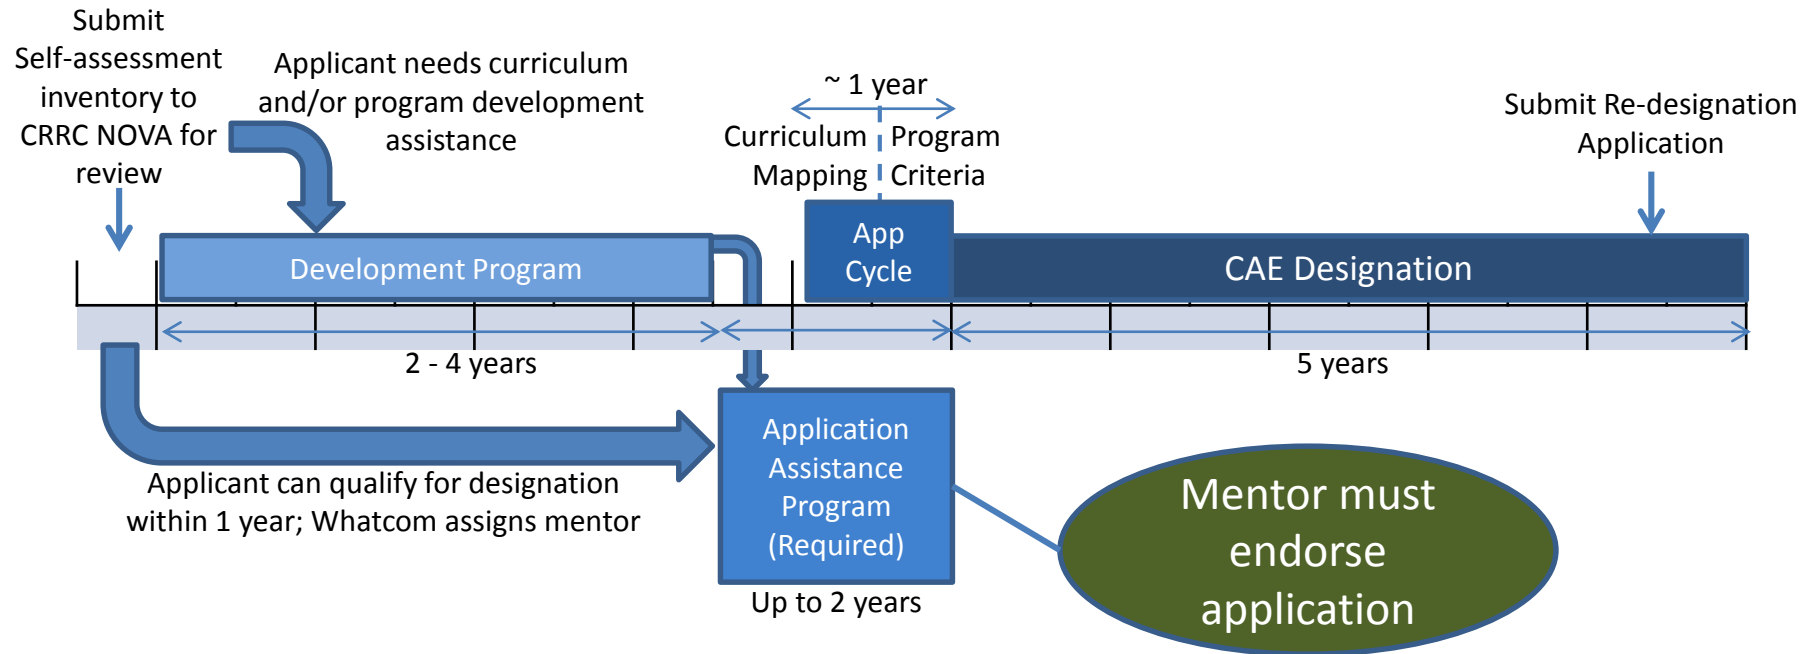 Submit
Self-assessment
inventory to
CRRC NOVA for
review
Applicant needs curriculum
and/or program development
assistance
~ 1 year
Curriculum
Mapping
Program
Criteria
Submit Re-designation
Application
Development Program
App
Cycle
CAE Designation
2 - 4 years
5 years
Applicant can qualify for designation
within 1 year; Whatcom assigns mentor
Application
Assistance
Program
(Required)
Up to 2 years
Mentor must
endorse
application